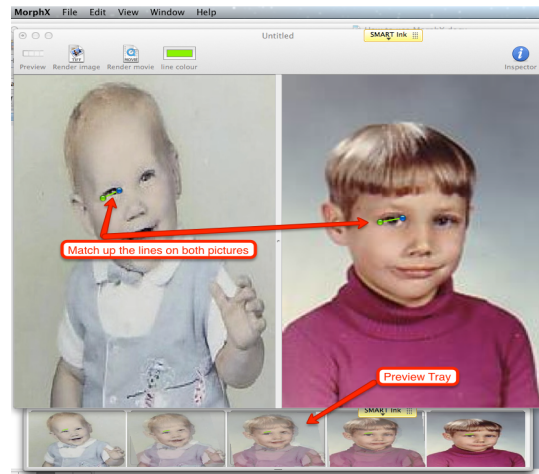 MorphX File Edit View Window Help
Untitled
SMART Ink
Preview Render image Render movie line colour Inspector
Match up the lines on both pictures
Preview Tray
SMART Ink